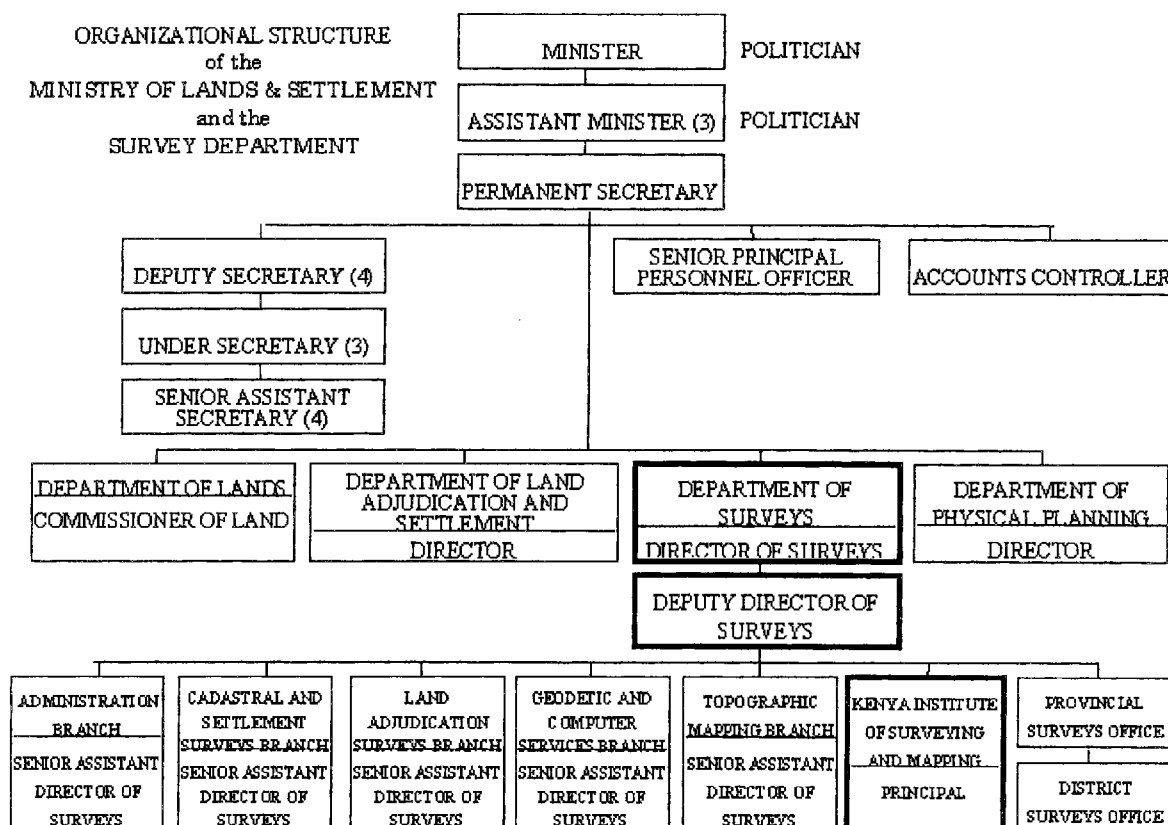 ORGANIZATIONAL STRUCTURE
of the
MINISTRY OF LANDS & SETTLEMENT
and the
SURVEY DEPARTMENT
MINISTER
POLITICIAN
ASSISTANT MINISTER (3)
POLITICIAN
PERMANENT SECRETARY
DEPUTY SECRETARY (4)
SENIOR PRINCIPAL
PERSONNEL OFFICER
ACCOUNTS CONTROLLER
UNDER SECRETARY (3)
SENIOR ASSISTANT
SECRETARY (4)
DEPARTMENT OF LANDS
COMMISSIONER OF LAND
DEPARTMENT OF LAND
ADJUDICATION AND
SETTLEMENT
DIRECTOR
DEPARTMENT OF
SURVEYS
DIRECTOR OF SURVEYS
DEPARTMENT OF
PHYSICAL PLANNING
DIRECTOR
DEPUTY DIRECTOR OF
SURVEYS
ADMINISTRATION
BRANCH
SENIOR ASSISTANT
DIRECTOR OF
SURVEYS
CADASTRAL AND
SETTLEMENT
SURVEYS BRANCH
SENIOR ASSISTANT
DIRECTOR OF
SURVEYS
LAND
ADJUDICATION
SURVEYS BRANCH
SENIOR ASSISTANT
DIRECTOR OF
SURVEYS
GEODETIC AND
COMPUTER
SERVICES BRANCH
SENIOR ASSISTANT
DIRECTOR OF
SURVEYS
TOPOGRAPHIC
MAPPING BRANCH
SENIOR ASSISTANT
DIRECTOR OF
SURVEYS
KENYA INSTITUTE
OF SURVEYING
AND MAPPING
PRINCIPAL
PROVINCIAL
SURVEYS OFFICE
DISTRICT
SURVEYS OFFICE